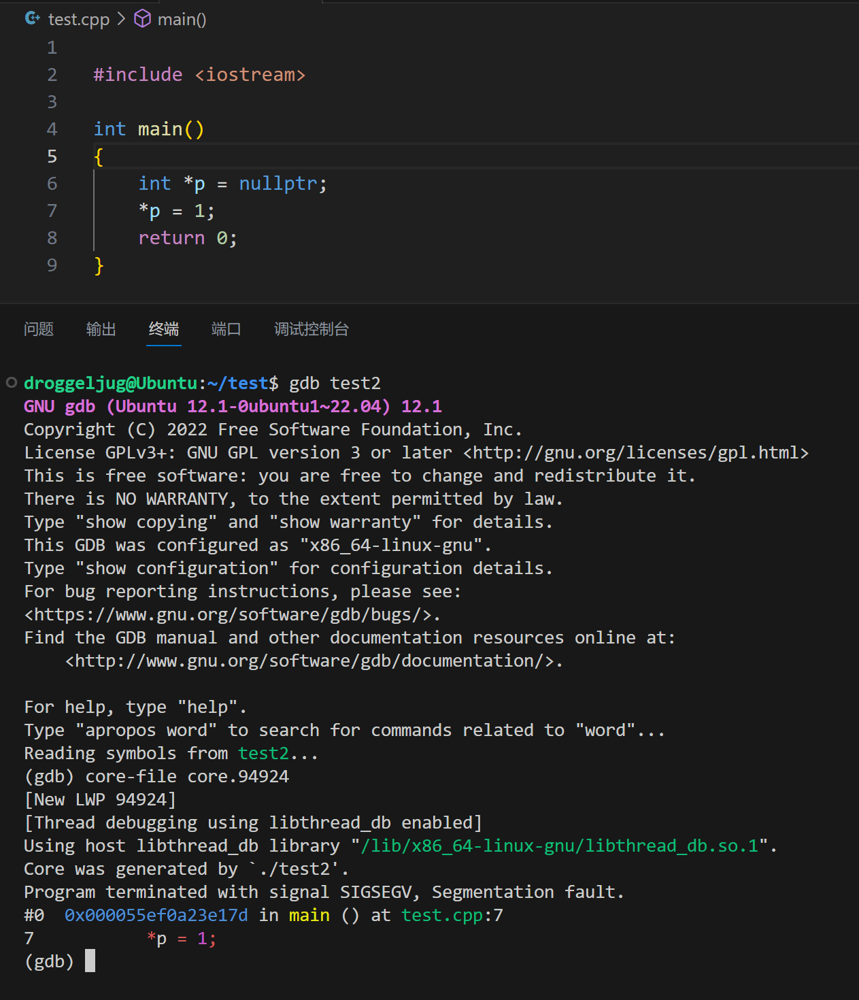 test.cpp > main()
1
2 #include <iostream>
3
4 int main()
5 {
6     int *p = nullptr;
7     *p = 1;
8     return 0;
9 }
问题 输出 终端 端口 调试控制台
droggeljug@Ubuntu:~/test$ gdb test2
GNU gdb (Ubuntu 12.1-0ubuntu1~22.04) 12.1
Copyright (C) 2022 Free Software Foundation, Inc.
License GPLv3+: GNU GPL version 3 or later <http://gnu.org/licenses/gpl.html>
This is free software: you are free to change and redistribute it.
There is NO WARRANTY, to the extent permitted by law.
Type "show copying" and "show warranty" for details.
This GDB was configured as "x86_64-linux-gnu".
Type "show configuration" for configuration details.
For bug reporting instructions, please see:
<https://www.gnu.org/software/gdb/bugs/>.
Find the GDB manual and other documentation resources online at:
    <http://www.gnu.org/software/gdb/documentation/>.
For help, type "help".
Type "apropos word" to search for commands related to "word"...
Reading symbols from test2...
(gdb) core-file core.94924
[New LWP 94924]
[Thread debugging using libthread_db enabled]
Using host libthread_db library "/lib/x86_64-linux-gnu/libthread_db.so.1".
Core was generated by `./test2'.
Program terminated with signal SIGSEGV, Segmentation fault.
#0  0x000055ef0a23e17d in main () at test.cpp:7
7           *p = 1;
(gdb)